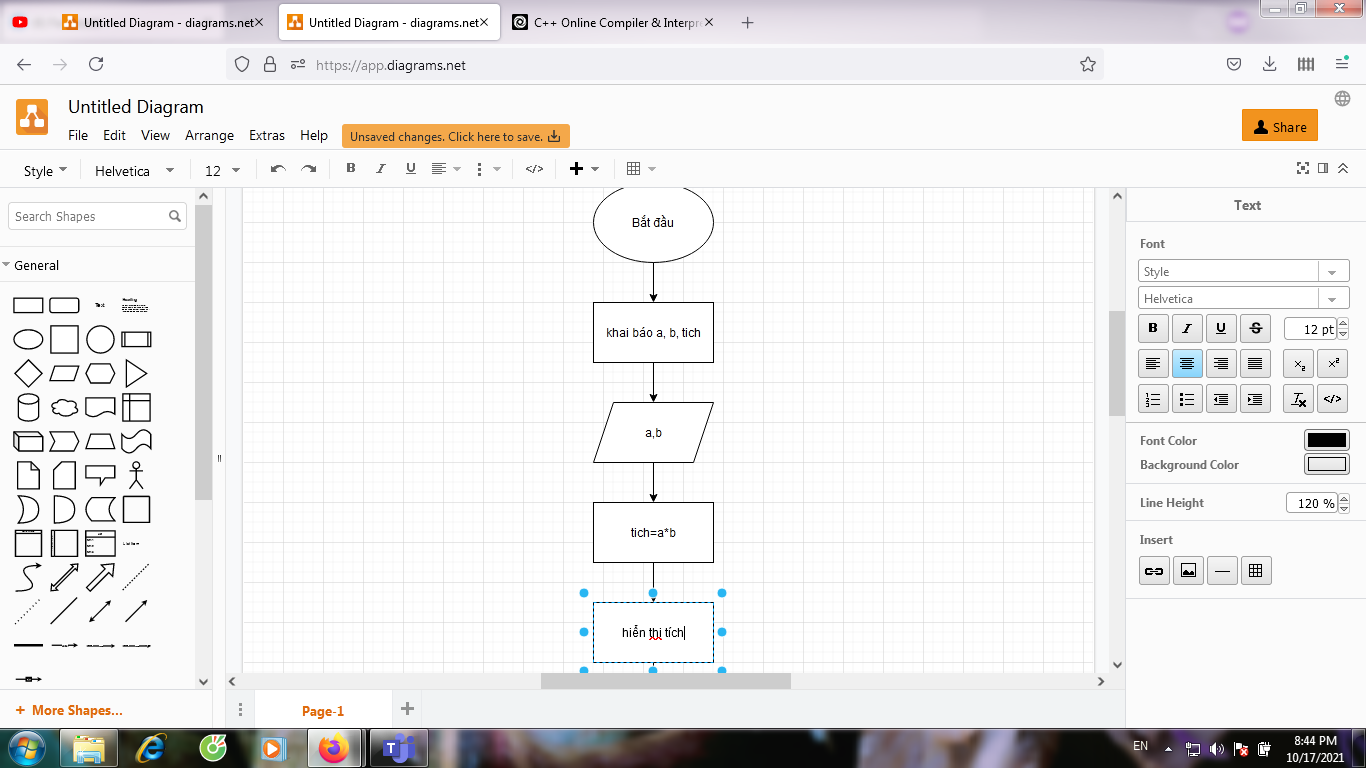 Untitled Diagram - diagrams.net
Untitled Diagram - diagrams.net
C++ Online Compiler & Interpre
https://app.diagrams.net
Untitled Diagram
File Edit View Arrange Extras Help
Unsaved changes. Click here to save.
Share
Style Helvetica 12 B I U </>
Search Shapes
General
Text
Heading
More Shapes...
Bắt đầu
khai báo a, b, tich
a,b
tich=a*b
hiển thị tích
Page-1
Text
Font
Style
Helvetica
B I U S 12 pt
</>
Font Color
Background Color
Line Height 120 %
Insert
EN
8:44 PM
10/17/2021